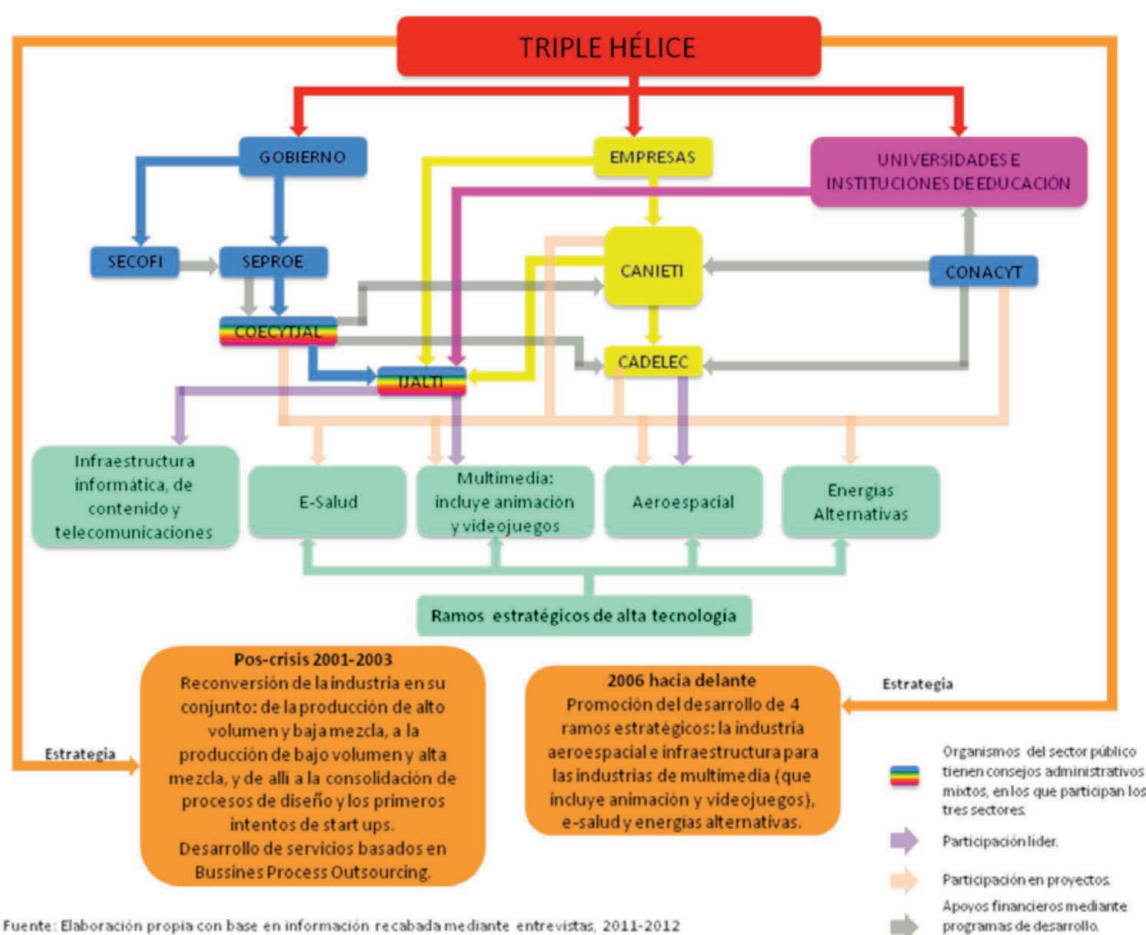 TRIPLE HÉLICE
GOBIERNO
EMPRESAS
UNIVERSIDADES E
INSTITUCIONES DE EDUCACIÓN
SECOFI
SEPROE
CANIETI
CONACYT
COECYTJAL
IJALTI
CADELEC
Infraestructura
informática, de
contenido y
telecomunicaciones
E-Salud
Multimedia:
incluye animación
y videojuegos
Aeroespacial
Energías
Alternativas
Ramos estratégicos de alta tecnología
Pos-crisis 2001-2003
Reconversión de la industria en su
conjunto: de la producción de alto
volumen y baja mezcla, a la
producción de bajo volumen y alta
mezcla, y de allí a la consolidación de
procesos de diseño y los primeros
intentos de start ups.
Desarrollo de servicios basados en
Bussines Process Outsourcing.
Estrategia
2006 hacia delante
Promoción del desarrollo de 4
ramos estratégicos: la industria
aeroespacial e infraestructura para
las industrias de multimedia (que
incluye animación y videojuegos),
e-salud y energías alternativas.
Estrategia
Organismos del sector público
tienen consejos administrativos
mixtos, en los que participan los
tres sectores.
Participación líder.
Participación en proyectos.
Apoyos financieros mediante
programas de desarrollo.
Fuente: Elaboración propia con base en información recabada mediante entrevistas, 2011-2012